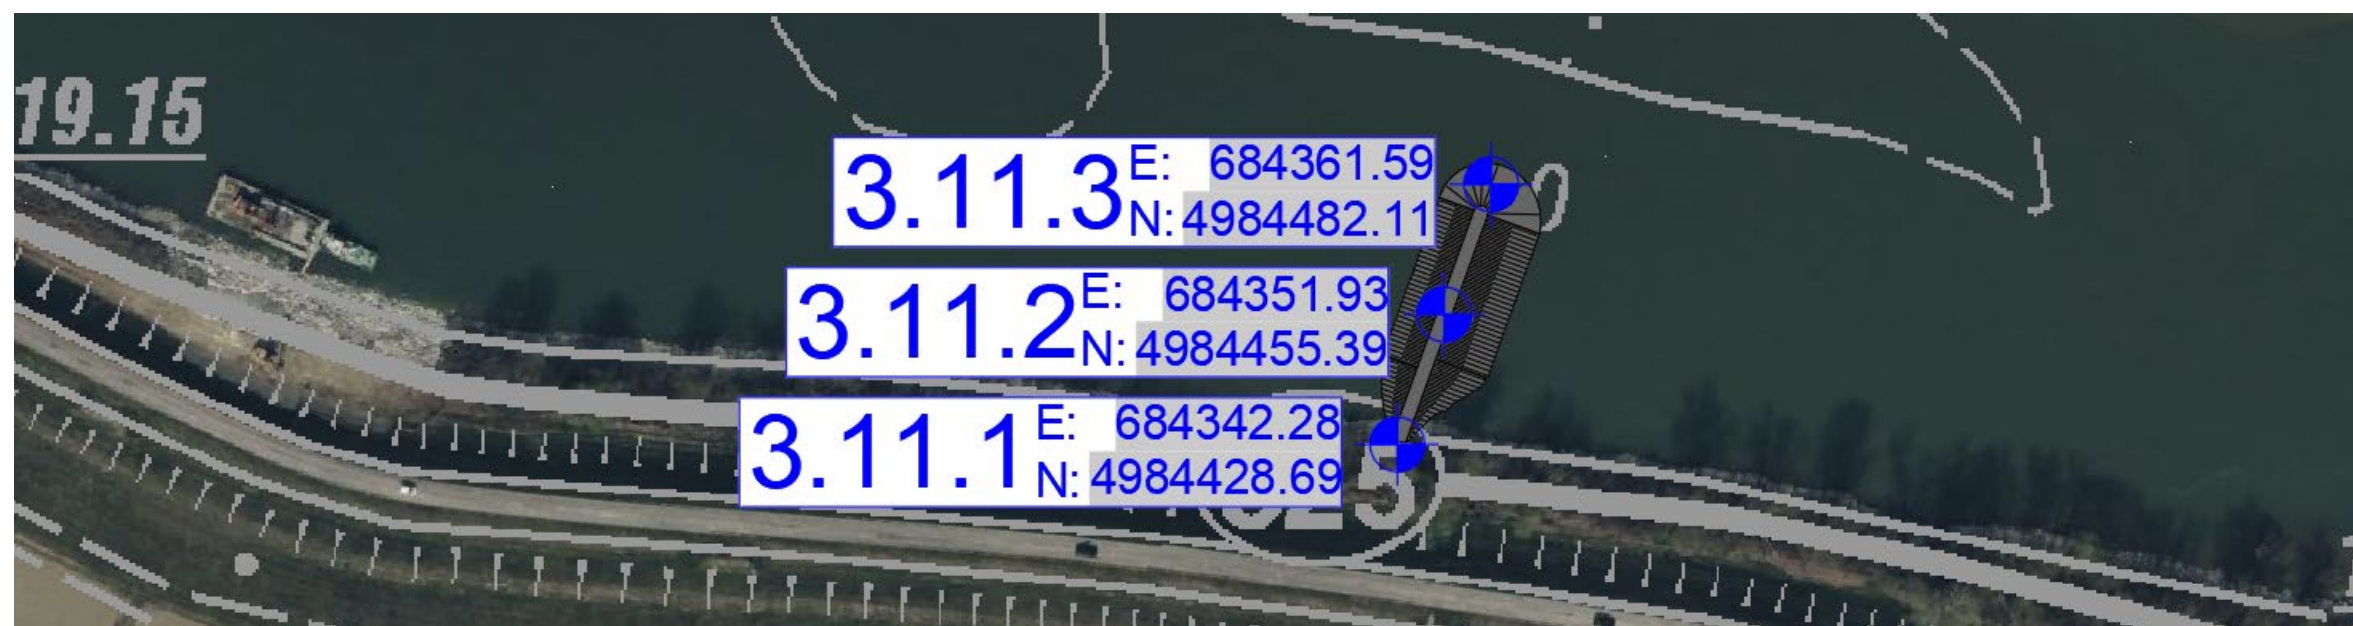 19.15
3.11.3 E: 684361.59
N: 4984482.11
3.11.2 E: 684351.93
N: 4984455.39
3.11.1 E: 684342.28
N: 4984428.69